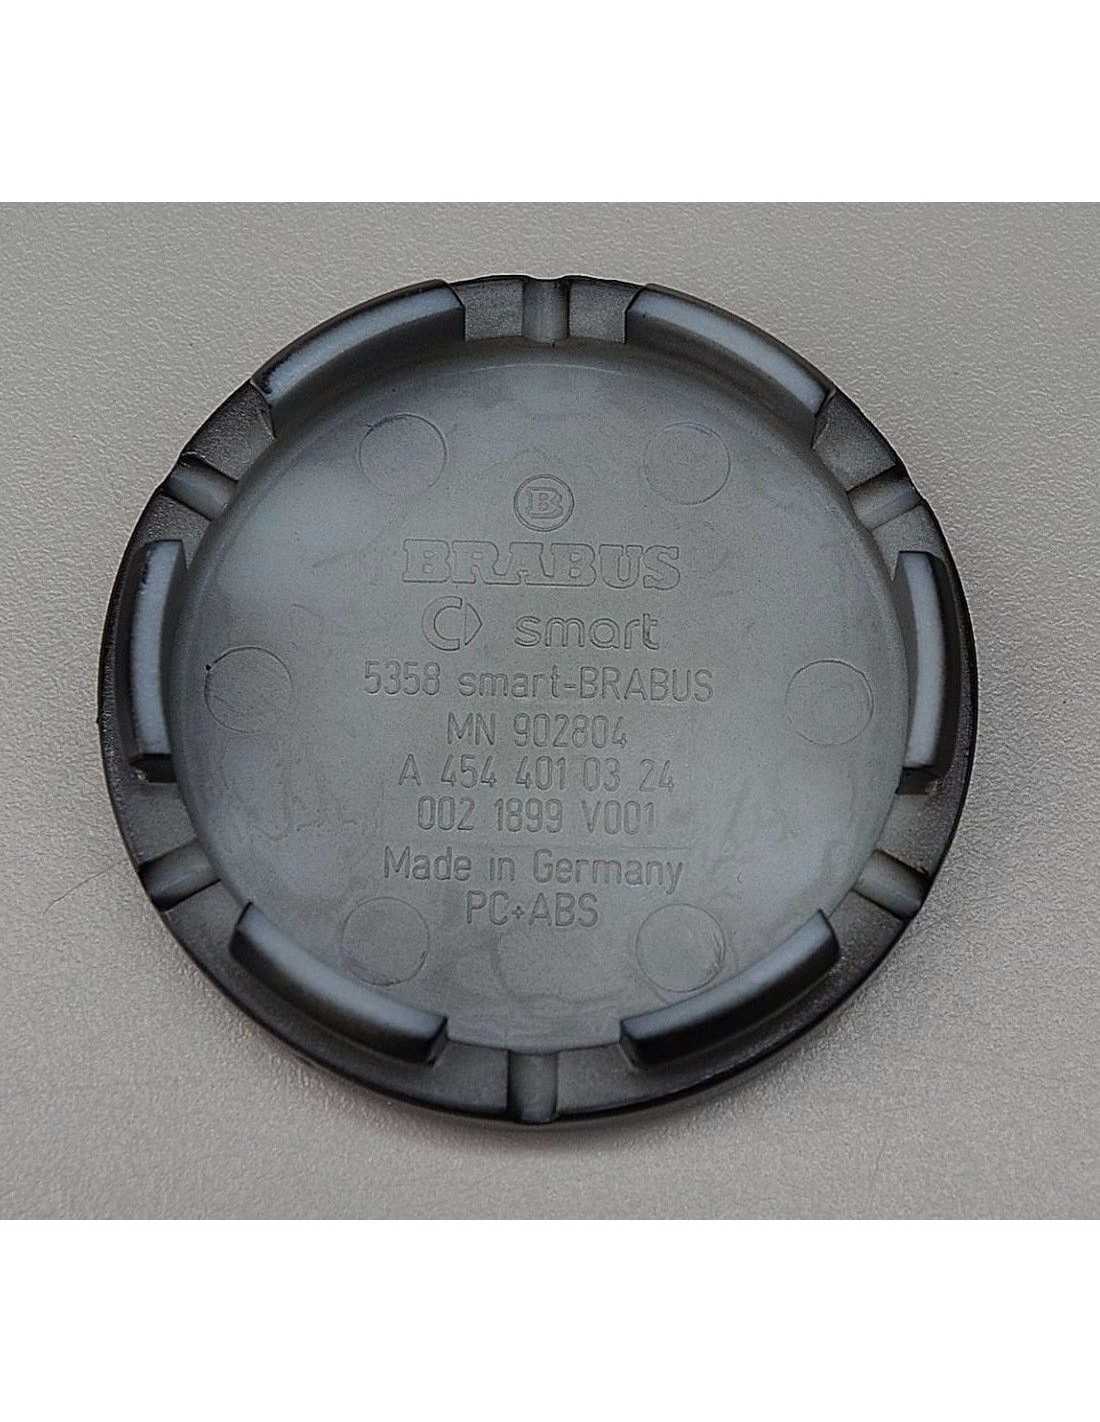 B
BRABUS
smart
5358 smart-BRABUS
MN 902804
A 454 401 03 24
002 1899 V001
Made in Germany
PC+ABS